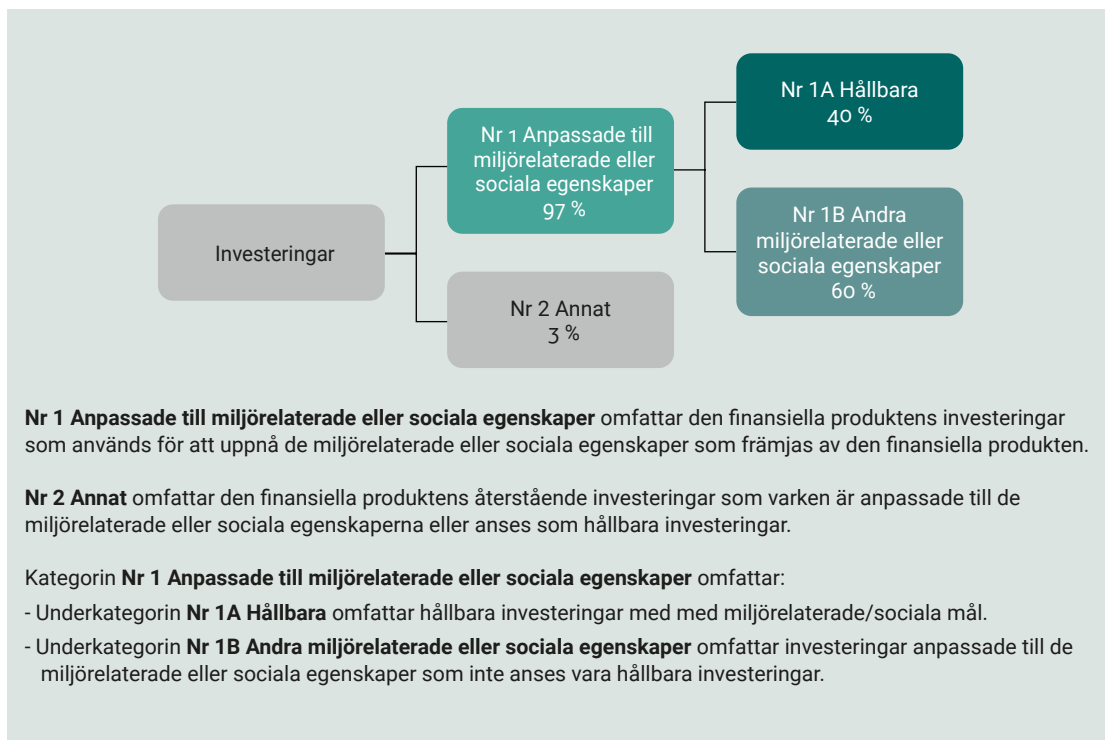 Nr 1A Hållbara
40 %
Nr 1 Anpassade till
miljörelaterade eller
sociala egenskaper
97 %
Nr 1B Andra
miljörelaterade eller
sociala egenskaper
60 %
Investeringar
Nr 2 Annat
3 %
Nr 1 Anpassade till miljörelaterade eller sociala egenskaper omfattar den finansiella produktens investeringar
som används för att uppnå de miljörelaterade eller sociala egenskaper som främjas av den finansiella produkten.
Nr 2 Annat omfattar den finansiella produktens återstående investeringar som varken är anpassade till de
miljörelaterade eller sociala egenskaperna eller anses som hållbara investeringar.
Kategorin Nr 1 Anpassade till miljörelaterade eller sociala egenskaper omfattar:
- Underkategorin Nr 1A Hållbara omfattar hållbara investeringar med med miljörelaterade/sociala mål.
- Underkategorin Nr 1B Andra miljörelaterade eller sociala egenskaper omfattar investeringar anpassade till de
miljörelaterade eller sociala egenskaper som inte anses vara hållbara investeringar.